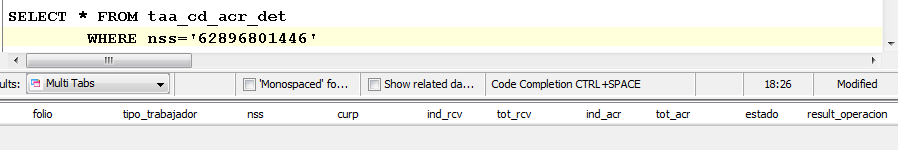 SELECT * FROM taa_cd_acr_det
WHERE nss='62896801446'
ults: Multi Tabs 'Monospaced' fo... Show related da... Code Completion CTRL+SPACE 18:26 Modified
folio tipo_trabajador nss curp ind_rcv tot_rcv ind_acr tot_acr estado result_operacion